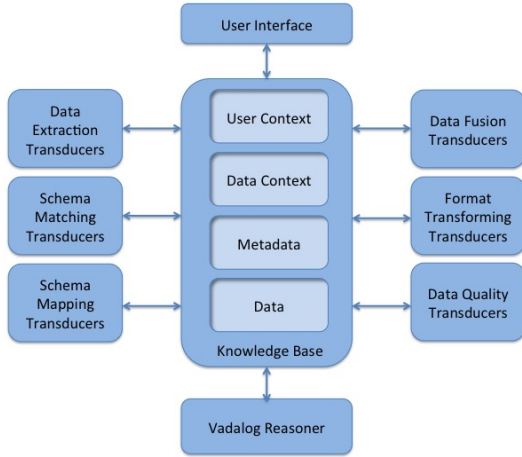 User Interface
Data
Extraction
Transducers
Schema
Matching
Transducers
Schema
Mapping
Transducers
User Context
Data Context
Metadata
Data
Knowledge Base
Data Fusion
Transducers
Format
Transforming
Transducers
Data Quality
Transducers
Vadalog Reasoner